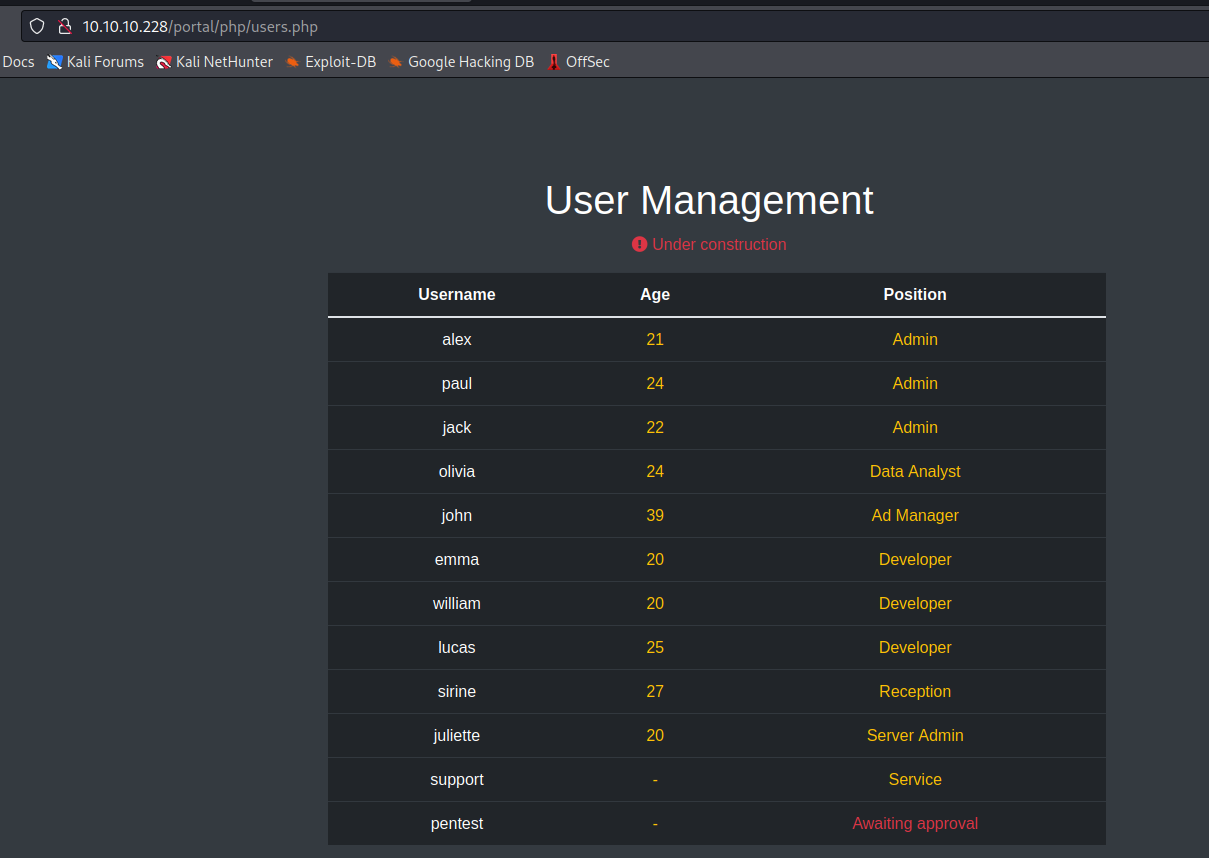 10.10.10.228/portal/php/users.php
Docs Kali Forums Kali NetHunter Exploit-DB Google Hacking DB OffSec
User Management
Under construction
Username Age Position
alex 21 Admin
paul 24 Admin
jack 22 Admin
olivia 24 Data Analyst
john 39 Ad Manager
emma 20 Developer
william 20 Developer
lucas 25 Developer
sirine 27 Reception
juliette 20 Server Admin
support - Service
pentest - Awaiting approval